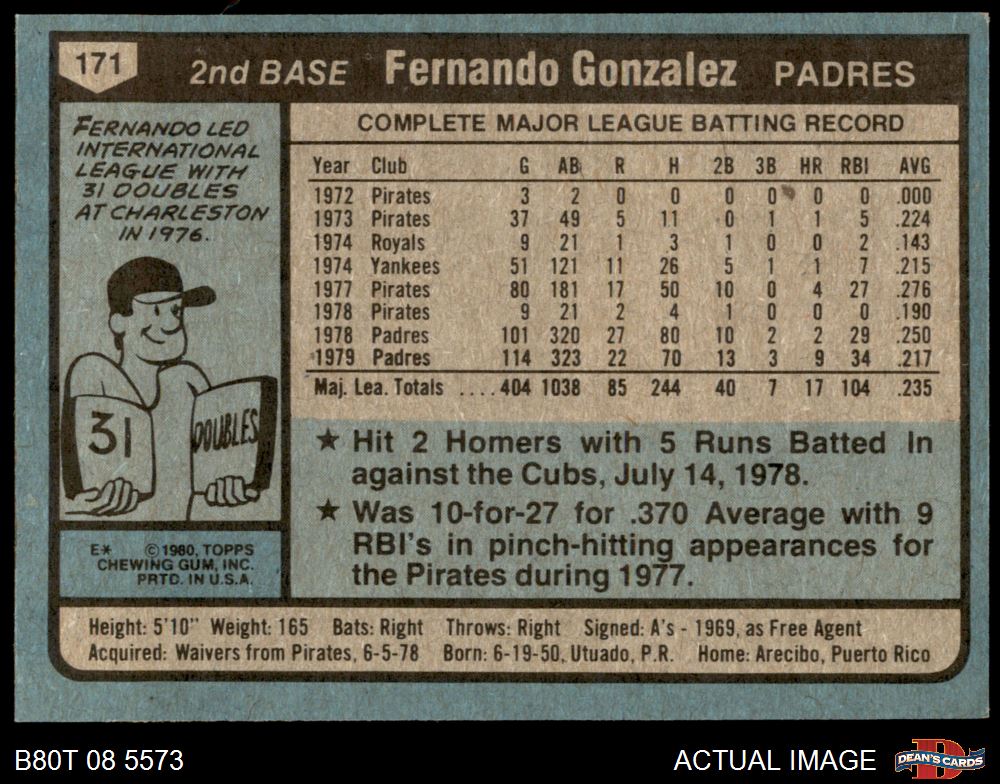 171
2nd BASE Fernando Gonzalez PADRES
FERNANDO LED
INTERNATIONAL
LEAGUE WITH
31 DOUBLES
AT CHARLESTON
IN 1976.
31 DOUBLES
E* © 1980, TOPPS
CHEWING GUM, INC.
PRTD. IN U.S.A.
COMPLETE MAJOR LEAGUE BATTING RECORD
Year Club G AB R H 2B 3B HR RBI AVG
1972 Pirates 3 2 0 0 0 0 0 0 .000
1973 Pirates 37 49 5 11 0 1 1 5 .224
1974 Royals 9 21 1 3 1 0 0 2 .143
1974 Yankees 51 121 11 26 5 1 1 7 .215
1977 Pirates 80 181 17 50 10 0 4 27 .276
1978 Pirates 9 21 2 4 1 0 0 0 .190
1978 Padres 101 320 27 80 10 2 2 29 .250
1979 Padres 114 323 22 70 13 3 9 34 .217
Maj. Lea. Totals ....404 1038 85 244 40 7 17 104 .235
★ Hit 2 Homers with 5 Runs Batted In
against the Cubs, July 14, 1978.
★ Was 10-for-27 for .370 Average with 9
RBI's in pinch-hitting appearances for
the Pirates during 1977.
Height: 5'10" Weight: 165 Bats: Right Throws: Right Signed: A's - 1969, as Free Agent
Acquired: Waivers from Pirates, 6-5-78 Born: 6-19-50, Utuado, P.R. Home: Arecibo, Puerto Rico
B80T 08 5573 ACTUAL IMAGE
DEAN'S CARDS